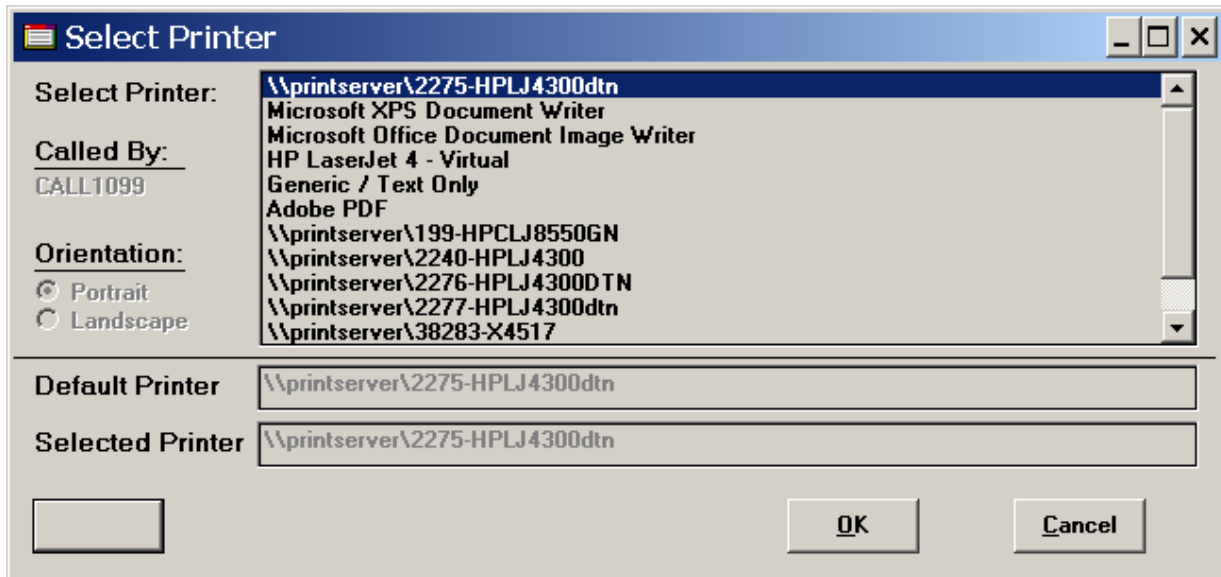 Select Printer
Select Printer:
\\printserver\2275-HPLJ4300dtn
Microsoft XPS Document Writer
Microsoft Office Document Image Writer
HP LaserJet 4 - Virtual
Generic / Text Only
Adobe PDF
\\printserver\199-HPCLJ8550GN
\\printserver\2240-HPLJ4300
\\printserver\2276-HPLJ4300DTN
\\printserver\2277-HPLJ4300dtn
\\printserver\38283-X4517
Called By:
CALL1099
Orientation:
Portrait
Landscape
Default Printer \\printserver\2275-HPLJ4300dtn
Selected Printer \\printserver\2275-HPLJ4300dtn
OK Cancel